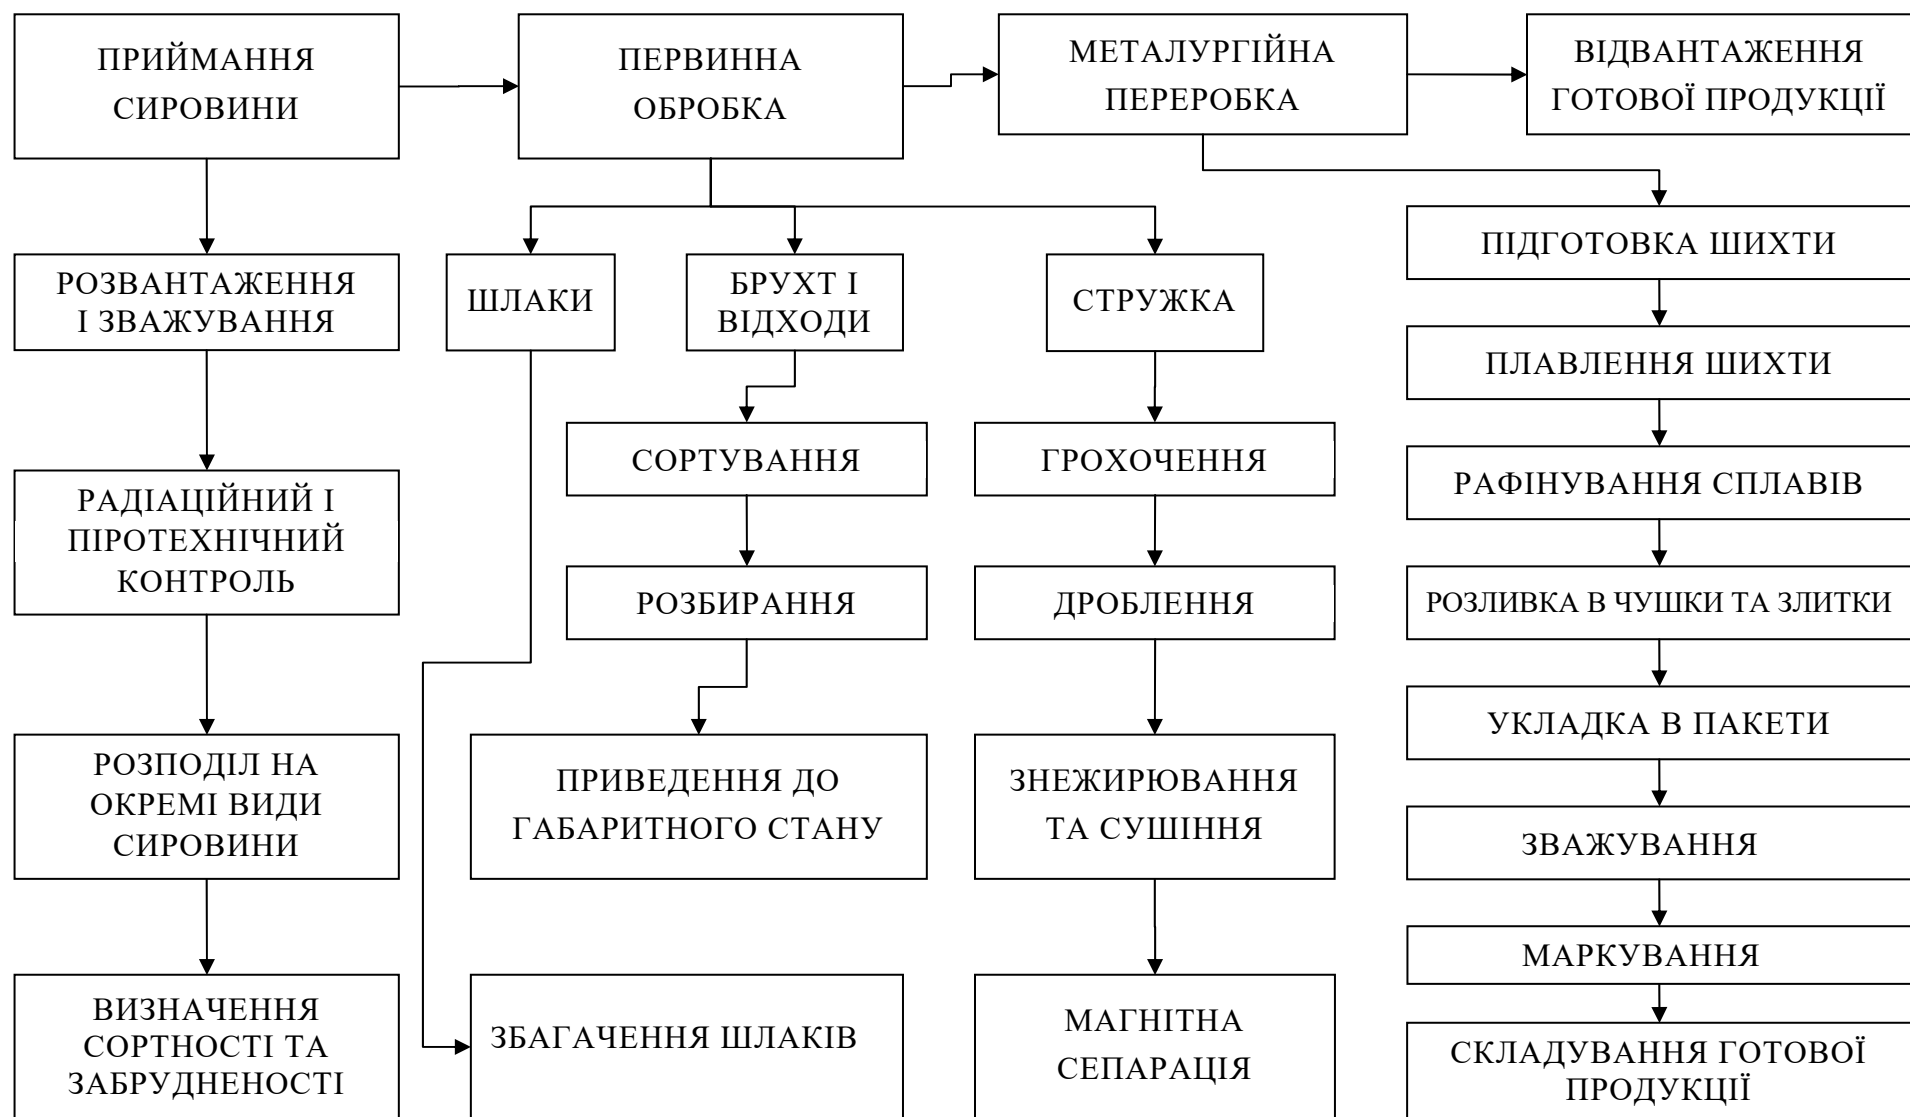 ПРИЙМАННЯ
СИРОВИНИ
ПЕРВИННА
ОБРОБКА
МЕТАЛУРГІЙНА
ПЕРЕРОБКА
ВІДВАНТАЖЕННЯ
ГОТОВОЇ ПРОДУКЦІЇ
РОЗВАНТАЖЕННЯ
І ЗВАЖУВАННЯ
РАДІАЦІЙНИЙ І
ПІРОТЕХНІЧНИЙ
КОНТРОЛЬ
РОЗПОДІЛ НА
ОКРЕМІ ВИДИ
СИРОВИНИ
ВИЗНАЧЕННЯ
СОРТНОСТІ ТА
ЗАБРУДНЕНОСТІ
ШЛАКИ
ЗБАГАЧЕННЯ ШЛАКІВ
БРУХТ І
ВІДХОДИ
СОРТУВАННЯ
РОЗБИРАННЯ
ПРИВЕДЕННЯ ДО
ГАБАРИТНОГО СТАНУ
СТРУЖКА
ГРОХОЧЕННЯ
ДРОБЛЕННЯ
ЗНЕЖИРЮВАННЯ
ТА СУШІННЯ
МАГНІТНА
СЕПАРАЦІЯ
ПІДГОТОВКА ШИХТИ
ПЛАВЛЕННЯ ШИХТИ
РАФІНУВАННЯ СПЛАВІВ
РОЗЛИВКА В ЧУШКИ ТА ЗЛИТКИ
УКЛАДКА В ПАКЕТИ
ЗВАЖУВАННЯ
МАРКУВАННЯ
СКЛАДУВАННЯ ГОТОВОЇ
ПРОДУКЦІЇ